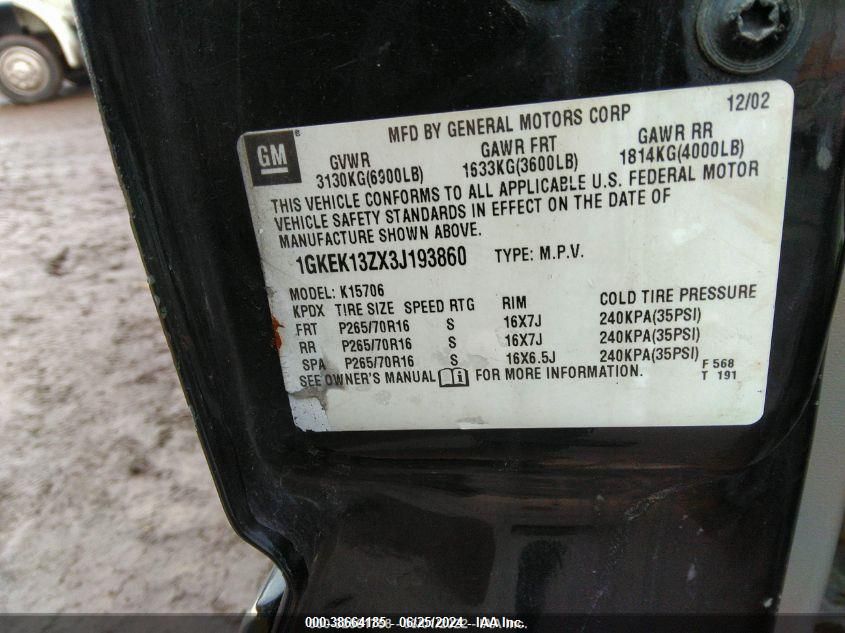 12/02
MFD BY GENERAL MOTORS CORP
GM
GVWR GAWR FRT GAWR RR
3130KG(6900LB) 1633KG(3600LB) 1814KG(4000LB)
THIS VEHICLE CONFORMS TO ALL APPLICABLE U.S. FEDERAL MOTOR
VEHICLE SAFETY STANDARDS IN EFFECT ON THE DATE OF
MANUFACTURE SHOWN ABOVE.
1GKEK13ZX3J193860 TYPE: M.P.V.
MODEL: K15706
KPDX TIRE SIZE SPEED RTG RIM COLD TIRE PRESSURE
FRT P265/70R16 S 16X7J 240KPA(35PSI)
RR P265/70R16 S 16X7J 240KPA(35PSI)
SPA P265/70R16 S 16X6.5J 240KPA(35PSI)
SEE OWNER'S MANUAL FOR MORE INFORMATION.
F 568
T 191
000.38664185 06/25/2024 IAA Inc.